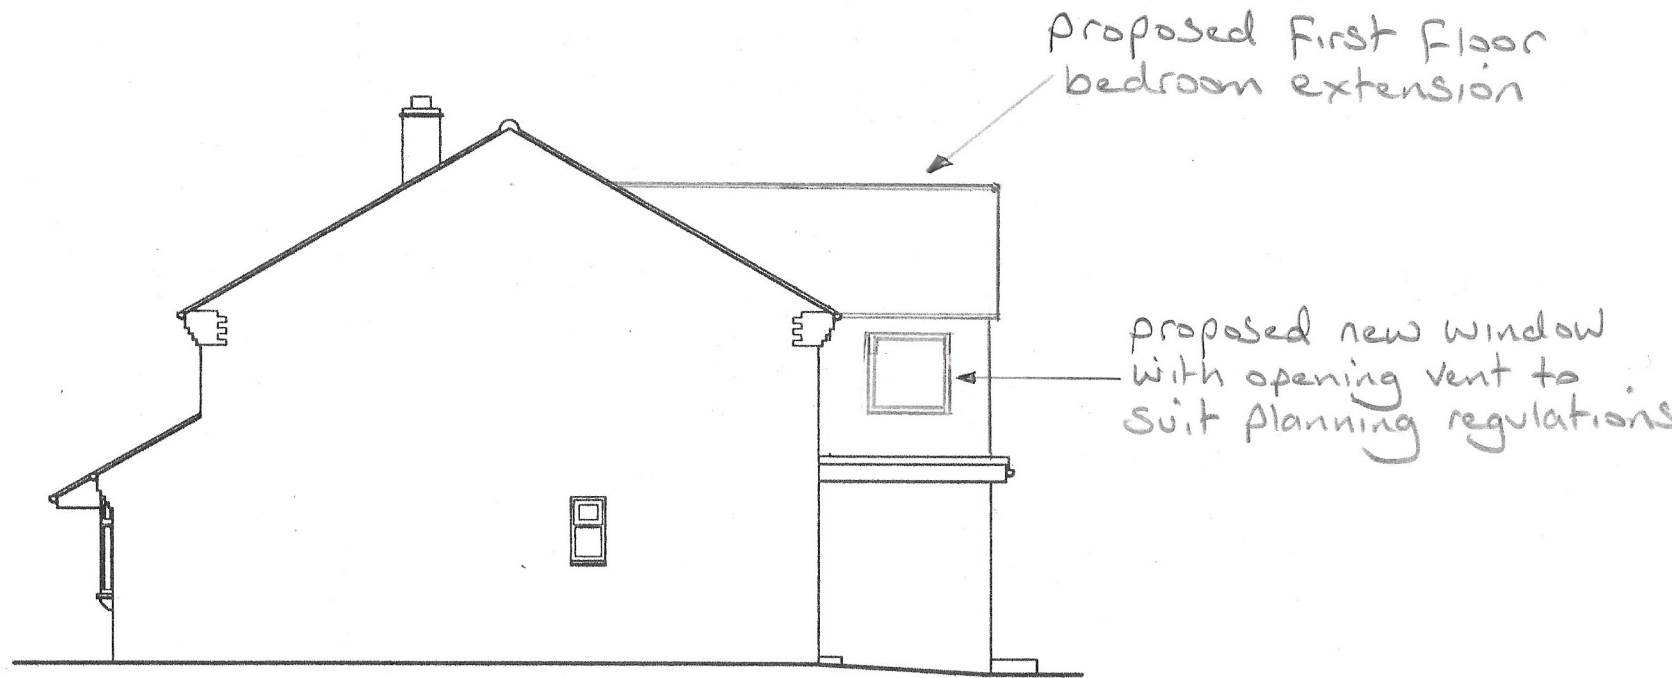 proposed First Floor
bedroom extension
proposed new window
with opening vent to
suit planning regulations